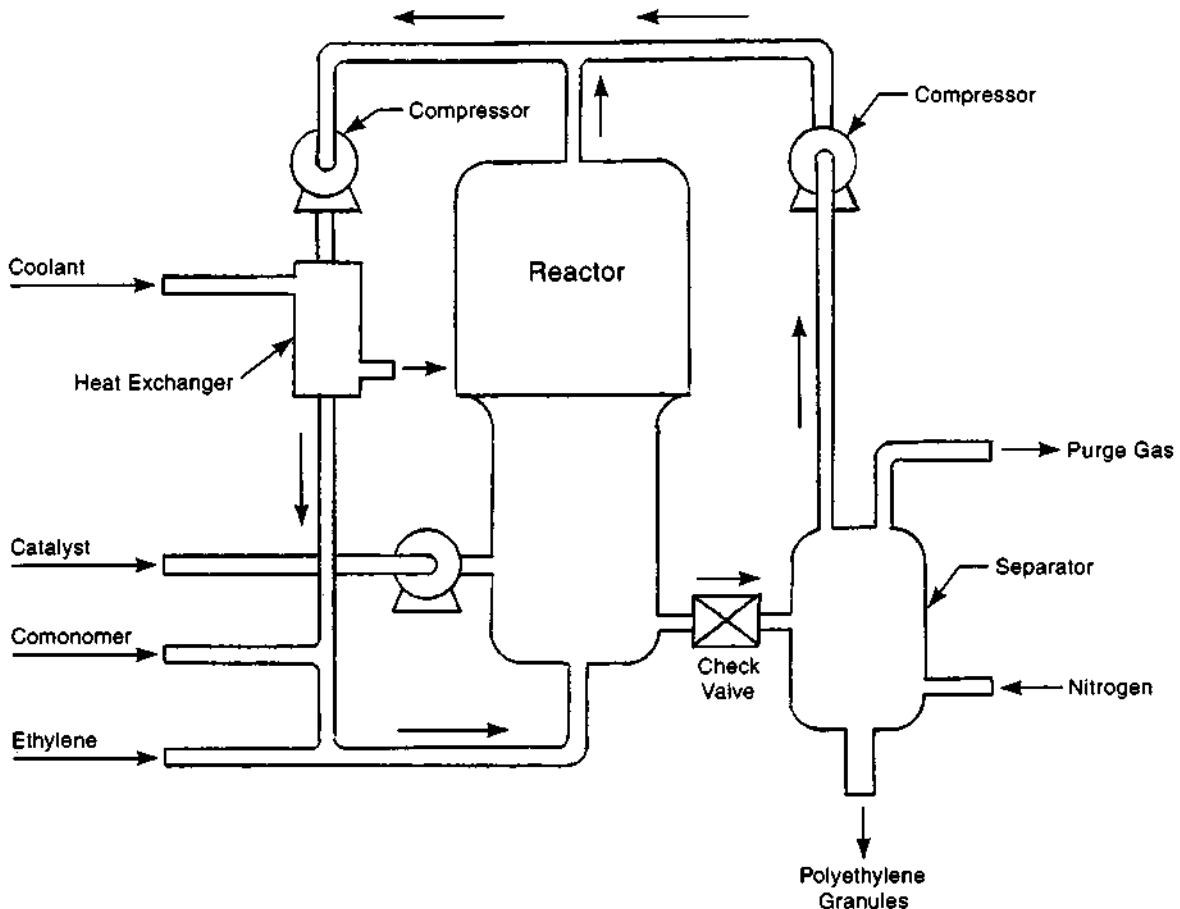 Compressor
Compressor
Reactor
Coolant
Heat Exchanger
Purge Gas
Catalyst
Separator
Comonomer
Check
Valve
Nitrogen
Ethylene
Polyethylene
Granules